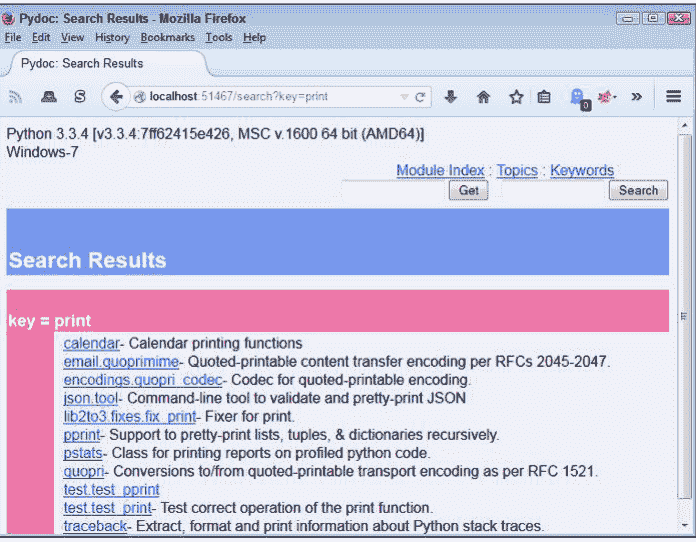 Pydoc: Search Results - Mozilla Firefox
File Edit View History Bookmarks Tools Help
Pydoc: Search Results
localhost:51467/search?key=print
0
Python 3.3.4 [v3.3.4:7ff62415e426, MSC v.1600 64 bit (AMD64)]
Windows-7
Module Index : Topics : Keywords
Get Search
Search Results
key = print
calendar- Calendar printing functions
email.quoprimime- Quoted-printable content transfer encoding per RFCs 2045-2047.
encodings.quopri_codec- Codec for quoted-printable encoding.
json.tool- Command-line tool to validate and pretty-print JSON
lib2to3.fixes.fix_print- Fixer for print.
pprint- Support to pretty-print lists, tuples, & dictionaries recursively.
pstats- Class for printing reports on profiled python code.
quopri- Conversions to/from quoted-printable transport encoding as per RFC 1521.
test.test_pprint
test.test_print- Test correct operation of the print function.
traceback- Extract, format and print information about Python stack traces.